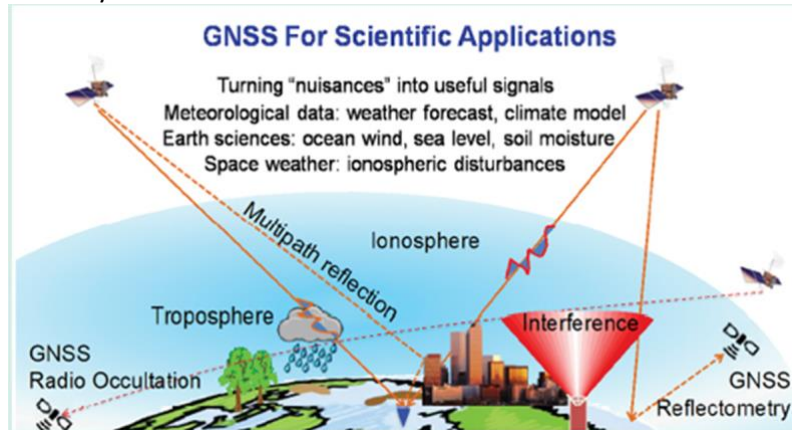 GNSS For Scientific Applications
Turning “nuisances” into useful signals
Meteorological data: weather forecast, climate model
Earth sciences: ocean wind, sea level, soil moisture
Space weather: ionospheric disturbances
Multipath reflection
Ionosphere
Troposphere
Interference
GNSS
Radio Occultation
GNSS
Reflectometry